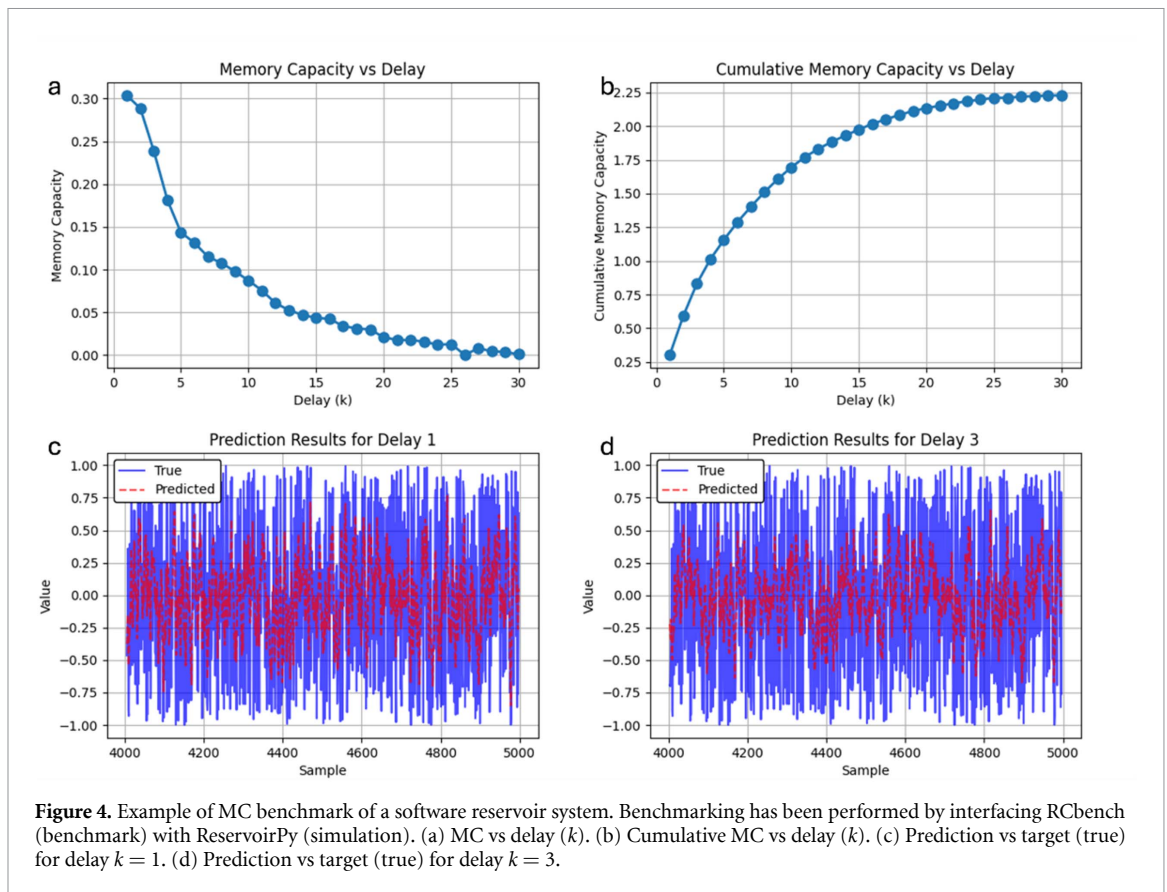 a
Memory Capacity vs Delay
0.30
0.25
0.20
0.15
0.10
0.05
0.00
Memory Capacity
0 5 10 15 20 25 30
Delay (k)
b
Cumulative Memory Capacity vs Delay
2.25
2.00
1.75
1.50
1.25
1.00
0.75
0.50
0.25
Cumulative Memory Capacity
0 5 10 15 20 25 30
Delay (k)
c
Prediction Results for Delay 1
True
Predicted
1.00
0.75
0.50
0.25
0.00
−0.25
−0.50
−0.75
−1.00
Value
4000 4200 4400 4600 4800 5000
Sample
d
Prediction Results for Delay 3
True
Predicted
1.00
0.75
0.50
0.25
0.00
−0.25
−0.50
−0.75
−1.00
Value
4000 4200 4400 4600 4800 5000
Sample
Figure 4. Example of MC benchmark of a software reservoir system. Benchmarking has been performed by interfacing RCbench
(benchmark) with ReservoirPy (simulation). (a) MC vs delay (k). (b) Cumulative MC vs delay (k). (c) Prediction vs target (true)
for delay k = 1. (d) Prediction vs target (true) for delay k = 3.